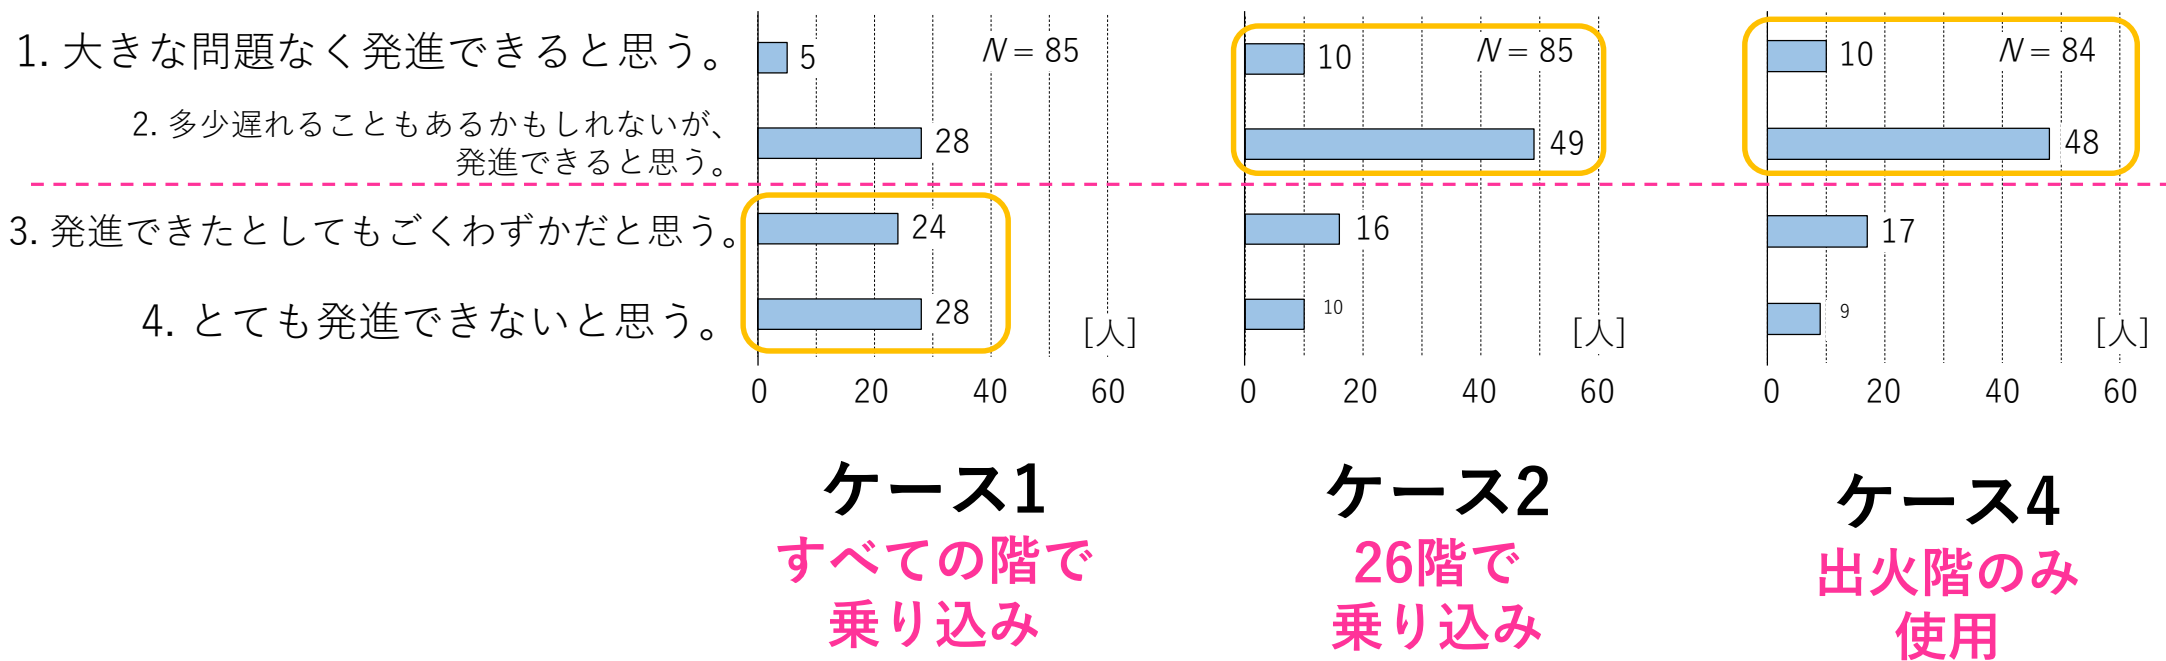 1. 大きな問題なく発進できると思う。
2. 多少遅れることもあるかもしれないが、
発進できると思う。
3. 発進できたとしてもごくわずかだと思う。
4. とても発進できないと思う。
5
N = 85
28
24
28
[人]
0 20 40 60
ケース1
すべての階で
乗り込み
10
N = 85
49
16
10
[人]
0 20 40 60
ケース2
26階で
乗り込み
10
N = 84
48
17
9
[人]
0 20 40 60
ケース4
出火階のみ
使用